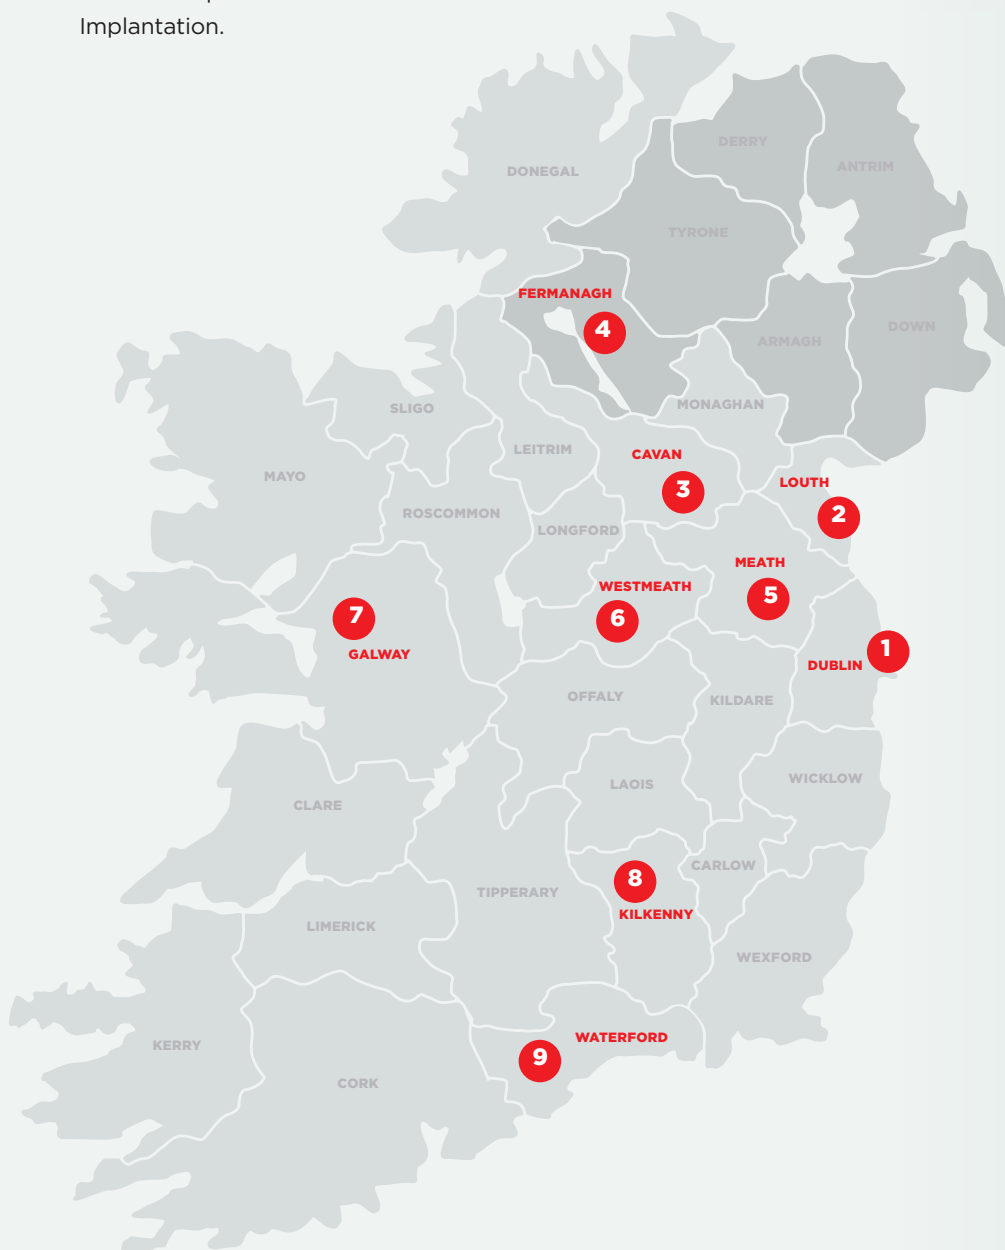 Implantation.
DERRY
ANTRIM
DONEGAL
TYRONE
FERMANAGH
4
DOWN
ARMAGH
MONAGHAN
SLIGO
LEITRIM
CAVAN
3
MAYO
LOUTH
2
ROSCOMMON
LONGFORD
MEATH
5
WESTMEATH
6
7
GALWAY
1
DUBLIN
OFFALY
KILDARE
WICKLOW
LAOIS
CLARE
CARLOW
8
KILKENNY
TIPPERARY
LIMERICK
WEXFORD
WATERFORD
9
KERRY
CORK